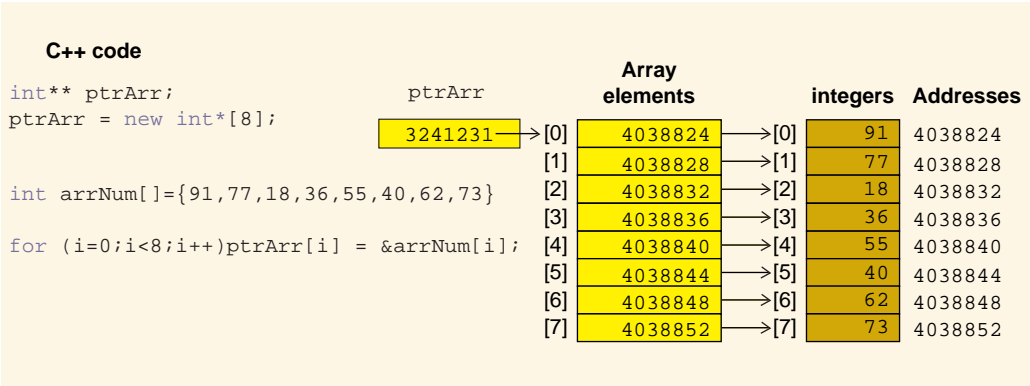 C++ code
int** ptrArr;
ptrArr = new int*[8];
int arrNum[]={91,77,18,36,55,40,62,73}
for (i=0;i<8;i++)ptrArr[i] = &arrNum[i];
ptrArr
Array
elements
integers Addresses
3241231 [0] 4038824 [0] 91 4038824
[1] 4038828 [1] 77 4038828
[2] 4038832 [2] 18 4038832
[3] 4038836 [3] 36 4038836
[4] 4038840 [4] 55 4038840
[5] 4038844 [5] 40 4038844
[6] 4038848 [6] 62 4038848
[7] 4038852 [7] 73 4038852